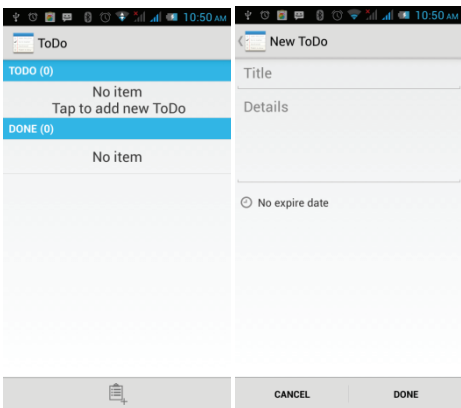 10:50 AM
ToDo
TODO (0)
No item
Tap to add new ToDo
DONE (0)
No item
10:50 AM
New ToDo
Title
Details
No expire date
CANCEL
DONE